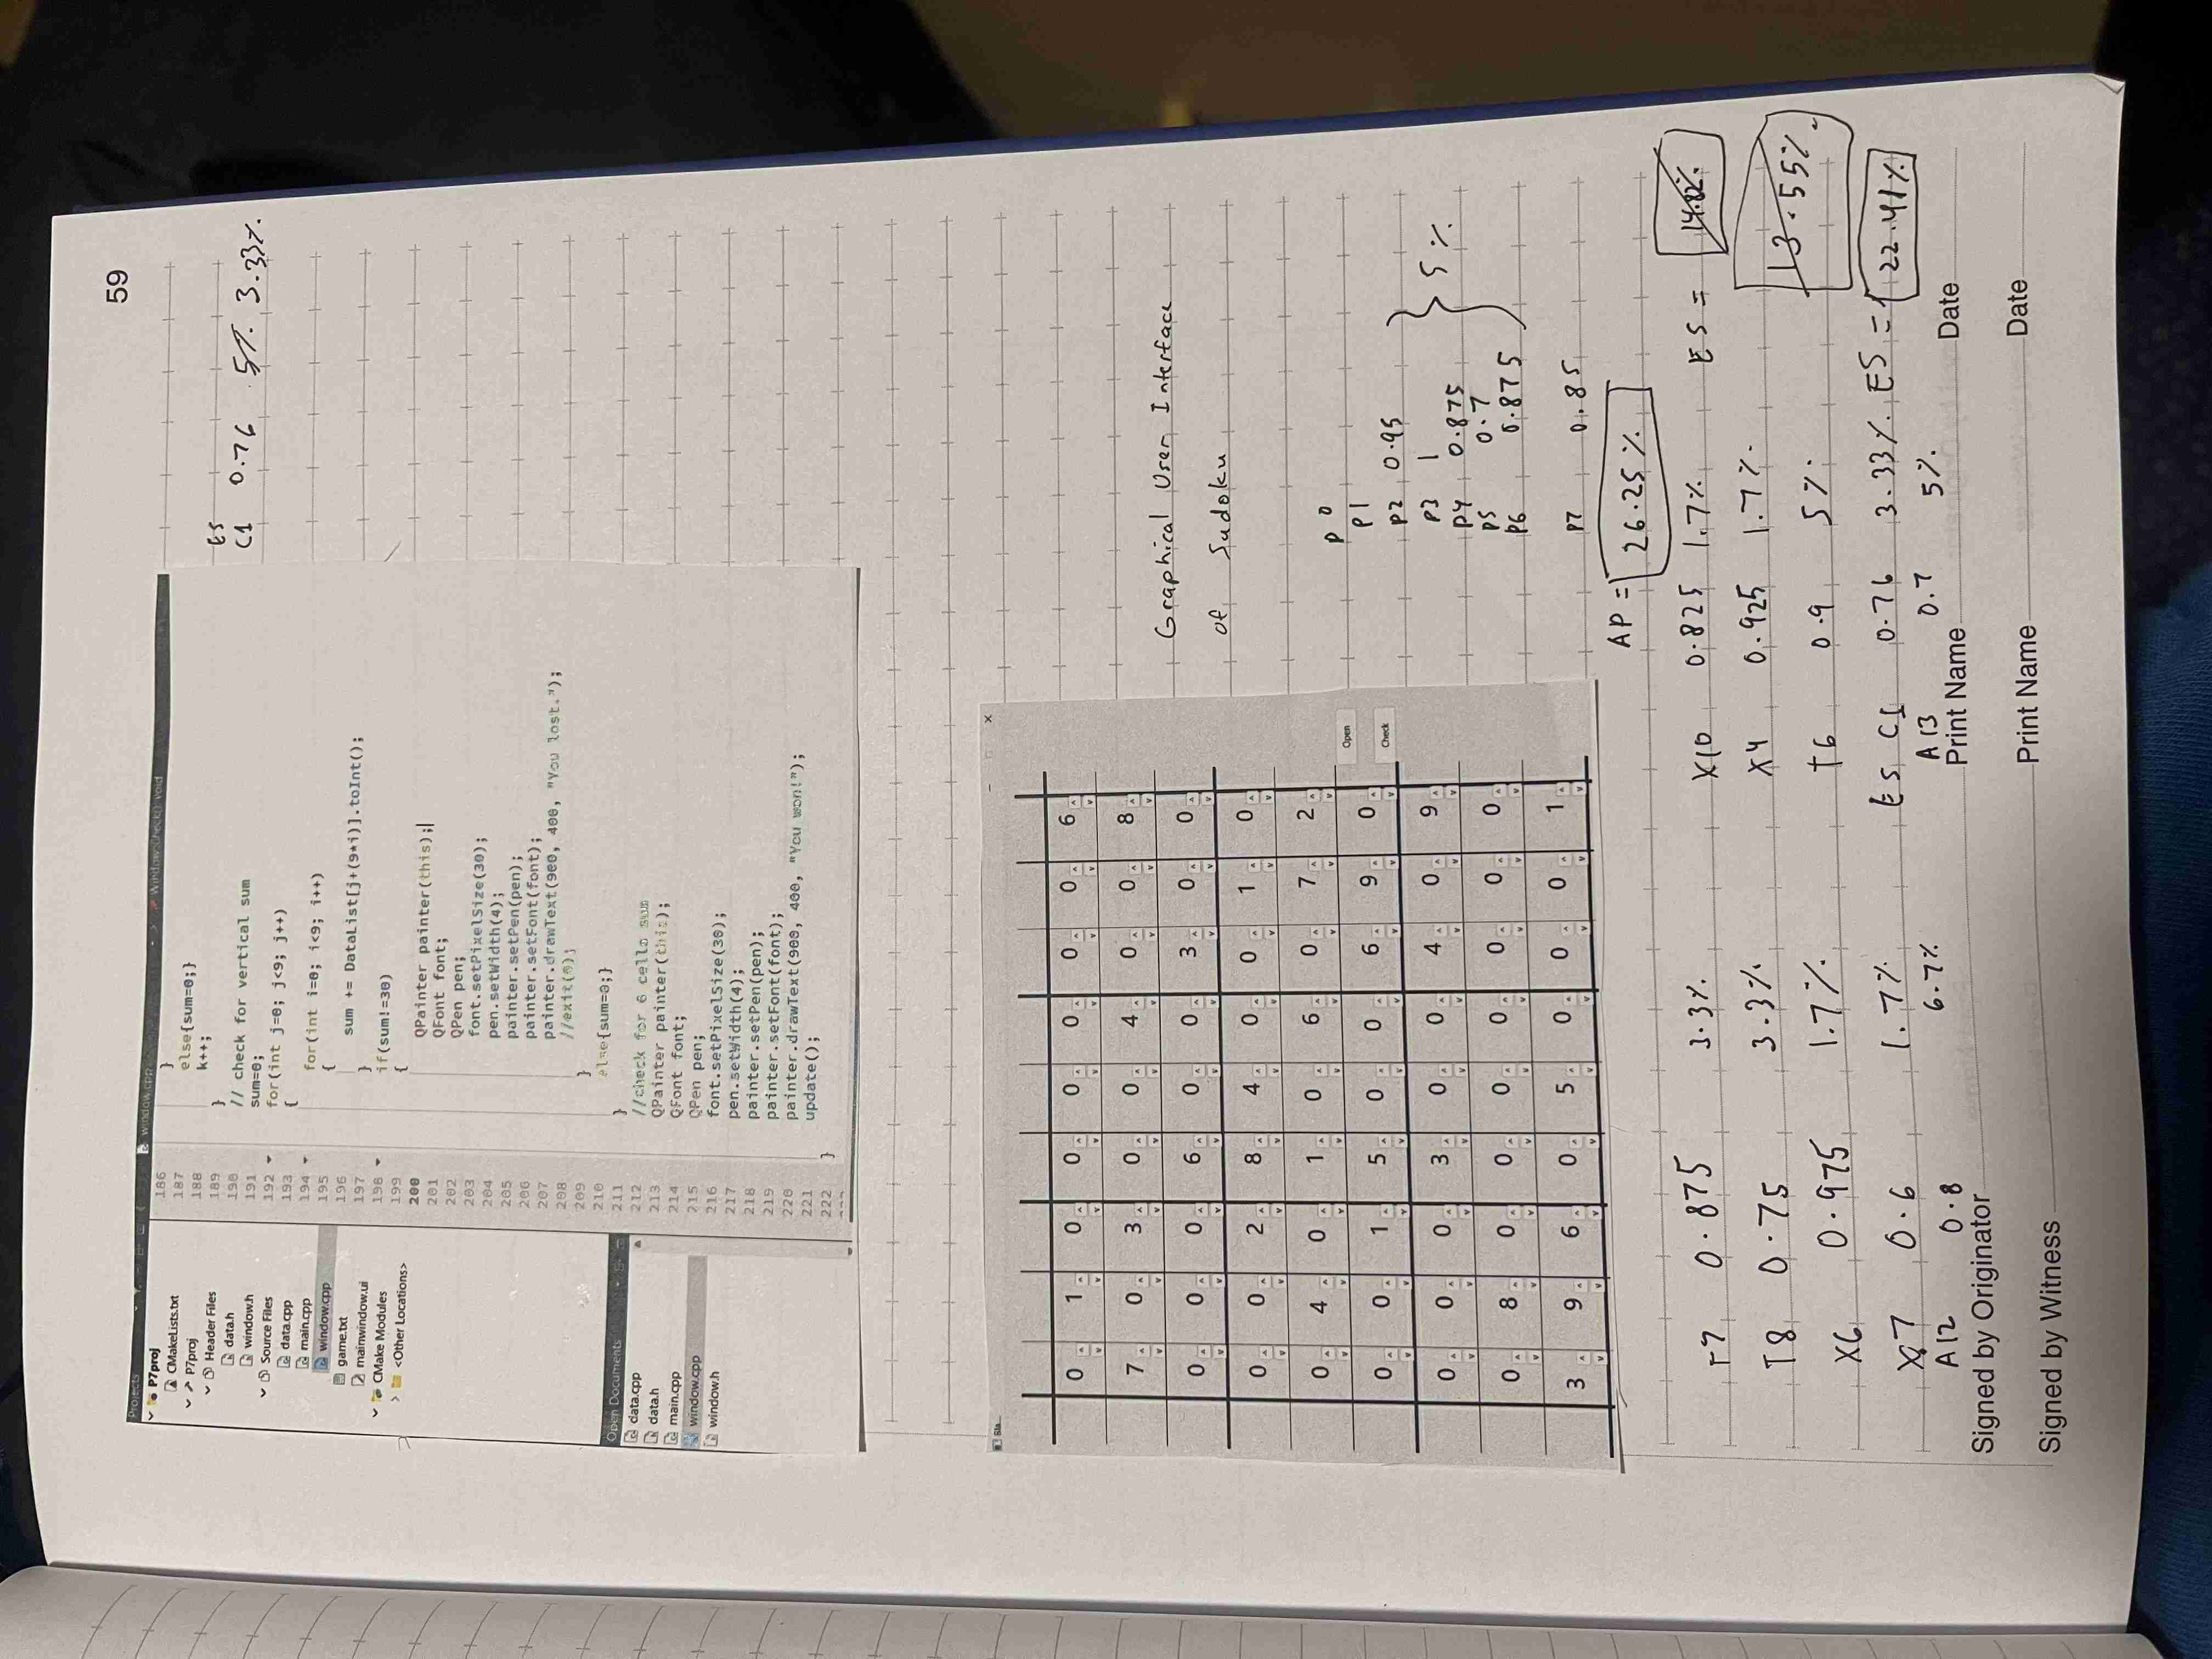 59
Projects
P7proj
CMakeLists.txt
P7proj
Header Files
data.h
window.h
Source Files
data.cpp
main.cpp
window.cpp
game.txt
mainwindow.ui
CMake Modules
<Other Locations>
Open Documents
data.cpp
data.h
main.cpp
window.cpp
window.h
window.cpp Window::Check() void
186 }
187 else{sum=0;}
188 k++;
189 }
190 // check for vertical sum
191 sum=0;
192 for(int j=0; j<9; j++)
193 {
194 for(int i=0; i<9; i++)
195 {
196 sum += DataList[j+(9*i)].toInt();
197 }
198 if(sum!=30)
199 {
200 QPainter painter(this);
201 QFont font;
202 QPen pen;
203 font.setPixelSize(30);
204 pen.setWidth(4);
205 painter.setPen(pen);
206 painter.setFont(font);
207 painter.drawText(900, 400, "You lost.");
208 //exit(0);
209 }
210 else{sum=0;}
211 }
212 //check for 6 cells sum
213 QPainter painter(this);
214 QFont font;
215 QPen pen;
216 font.setPixelSize(30);
217 pen.setWidth(4);
218 painter.setPen(pen);
219 painter.setFont(font);
220 painter.drawText(900, 400, "You won!");
221 update();
222 }
ES
C1 0.76 5%. 3.33%.
0 1 0 0 0 0 0 0 6
7 0 3 0 0 4 0 0 8
0 0 0 6 0 0 3 0 0
0 0 2 8 4 0 0 1 0
0 4 0 1 0 6 0 7 2
0 0 1 5 0 0 6 9 0
0 0 0 3 0 0 4 0 9
0 8 0 0 0 0 0 0 0
3 9 6 0 5 0 0 0 1
Open
Check
Graphical User Interface
of Sudoku
P0
P1
P2 0.95
P3 1
P4 0.875
P5 0.7
P6 0.875
5%
P7 0.85
AP = 26.25%
T7 0.875 3.3%. X10 0.825 1.7% ES =
T8 0.75 3.3% X4 0.925 1.7%. 13.55%.
X6 0.975 1.7% T6 0.9 5%
X7 0.6 1.7% ES C1 0.76 3.33%. ES = 22.41%
A12 0.8 6.7% A13 0.7 5%.
Signed by Originator Print Name Date
Signed by Witness Print Name Date